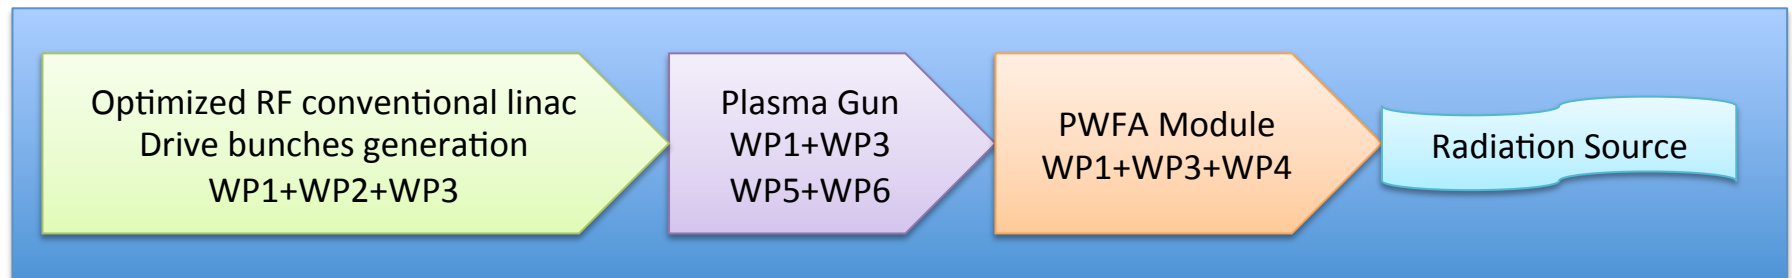 Optimized RF conventional linac
Drive bunches generation
WP1+WP2+WP3
Plasma Gun
WP1+WP3
WP5+WP6
PWFA Module
WP1+WP3+WP4
Radiation Source